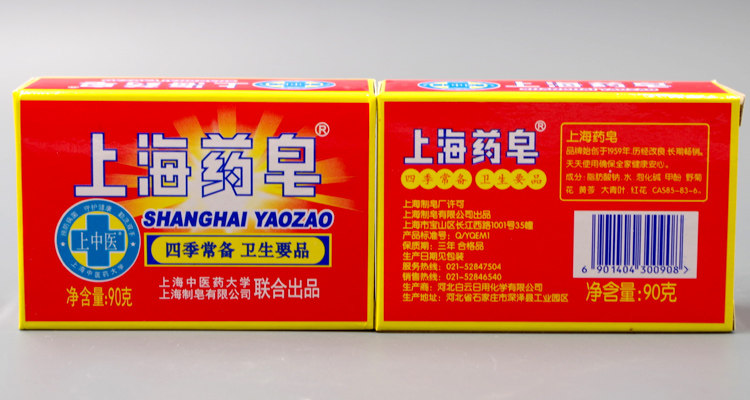 上海药皂®
SHANGHAI YAOZAO
四季常备 卫生要品
上中医
上海中医药大学
净含量:90克
上海中医药大学
上海制皂有限公司
联合出品
上海药皂®
四季常备 卫生要品
上海制皂厂许可
上海制皂有限公司出品
上海市宝山区长江西路1001号35幢
产品标准号: Q/YQEM1
保质期: 三年 合格品
生产日期见包装
服务热线: 021-52847504
销售热线: 021-52846540
生产商: 河北白云日用化学有限公司
生产地址: 河北省石家庄市深泽县工业园区
上海药皂
品牌始创于1959年,历经改良 长期畅销。
天天使用确保全家健康安心。
成分: 脂肪酸钠 水 泡化碱 甲酚 野菊
花 黄芩 大青叶 红花 CA585-83-6。
6 901404 300908 >
净含量:90克